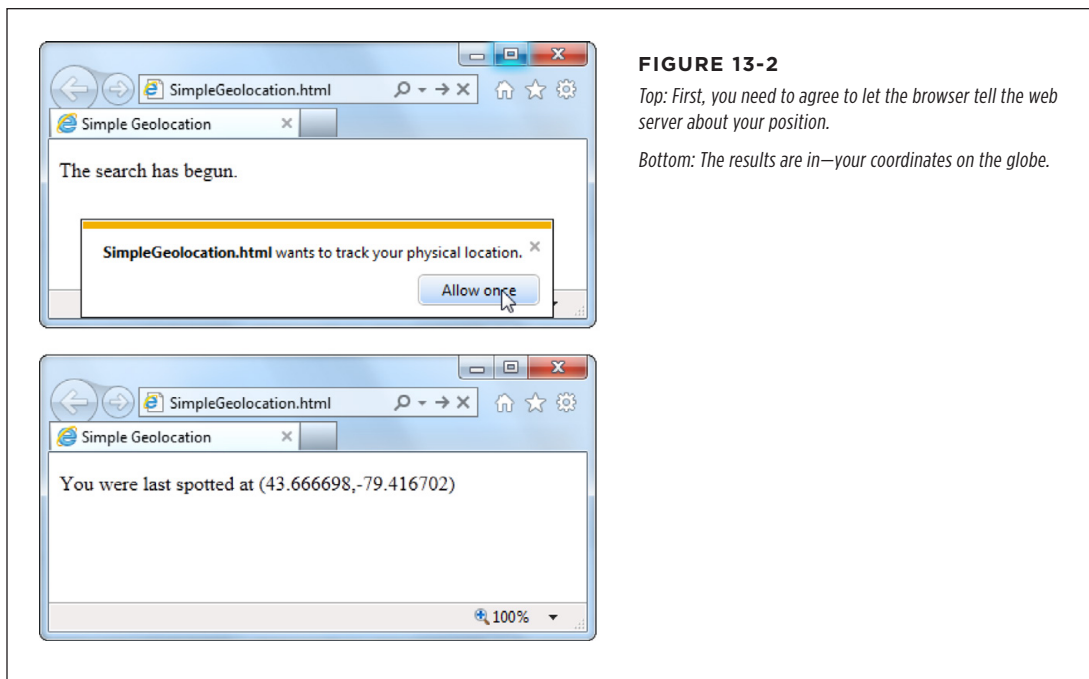 SimpleGeolocation.html
Simple Geolocation
The search has begun.
SimpleGeolocation.html wants to track your physical location.
Allow once
FIGURE 13-2
Top: First, you need to agree to let the browser tell the web
server about your position.
Bottom: The results are in—your coordinates on the globe.
SimpleGeolocation.html
Simple Geolocation
You were last spotted at (43.666698,-79.416702)
100%